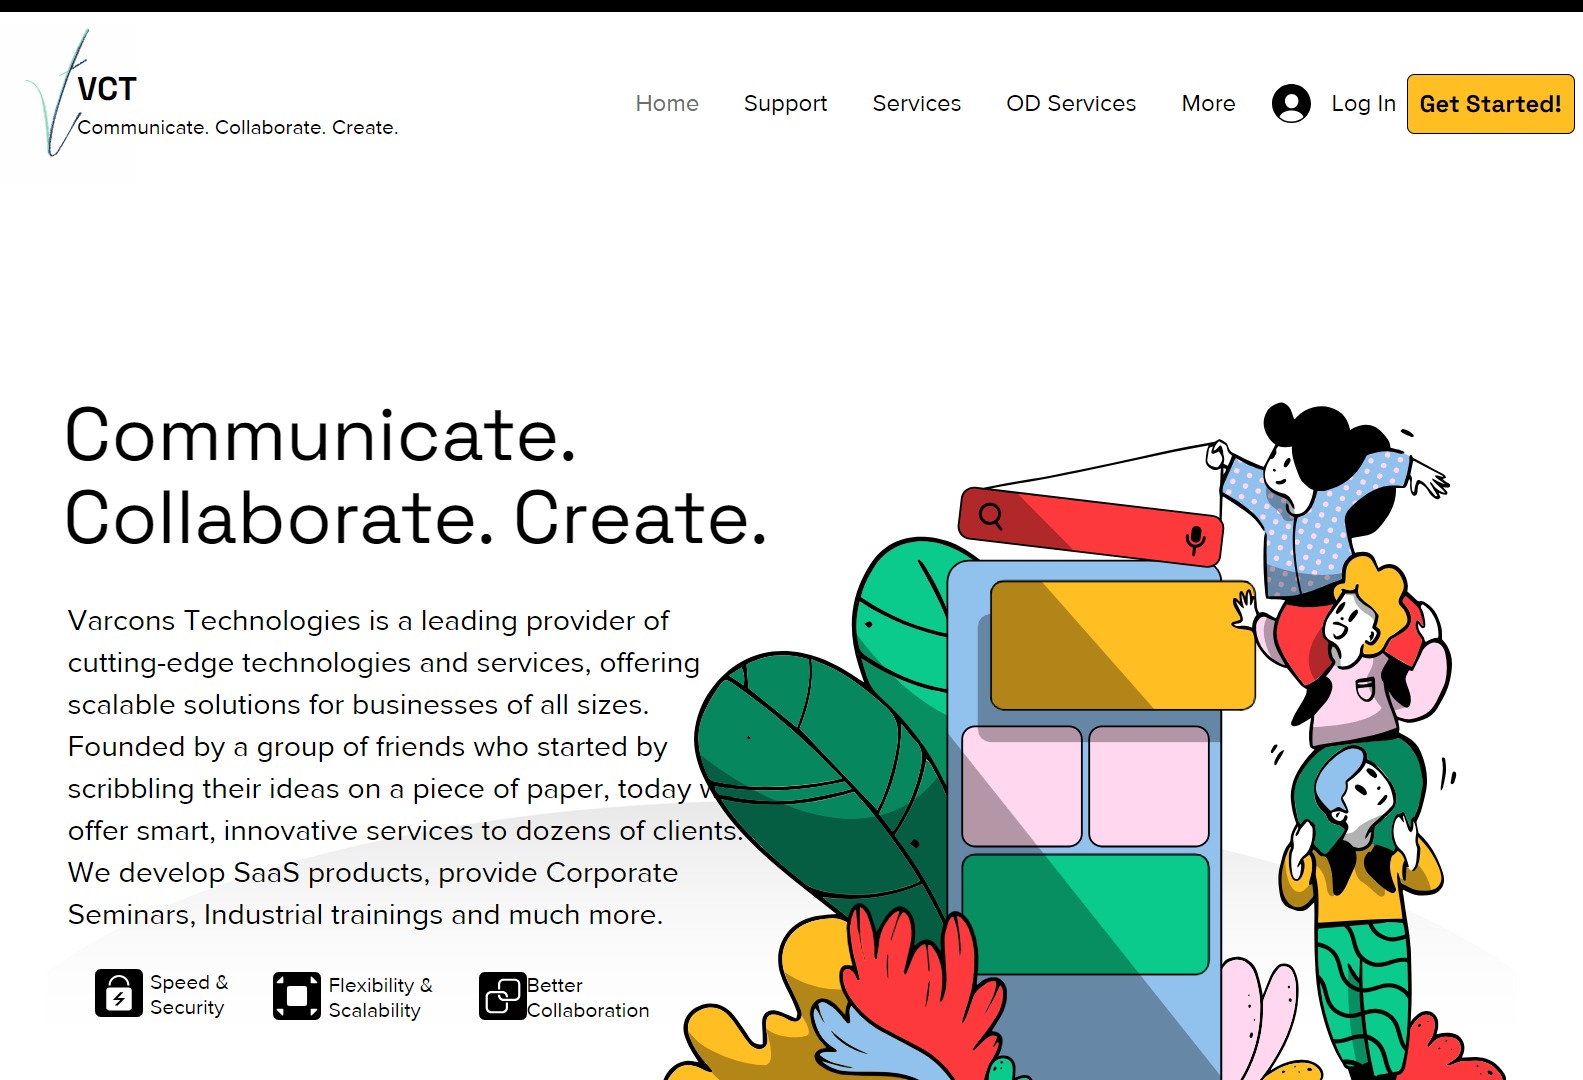 VCT
Communicate. Collaborate. Create.
Home
Support
Services
OD Services
More
Log In
Get Started!
Communicate.
Collaborate. Create.
Varcons Technologies is a leading provider of
cutting-edge technologies and services, offering
scalable solutions for businesses of all sizes.
Founded by a group of friends who started by
scribbling their ideas on a piece of paper, today
offer smart, innovative services to dozens of clients.
We develop SaaS products, provide Corporate
Seminars, Industrial trainings and much more.
Speed &
Security
Flexibility &
Scalability
Better
Collaboration